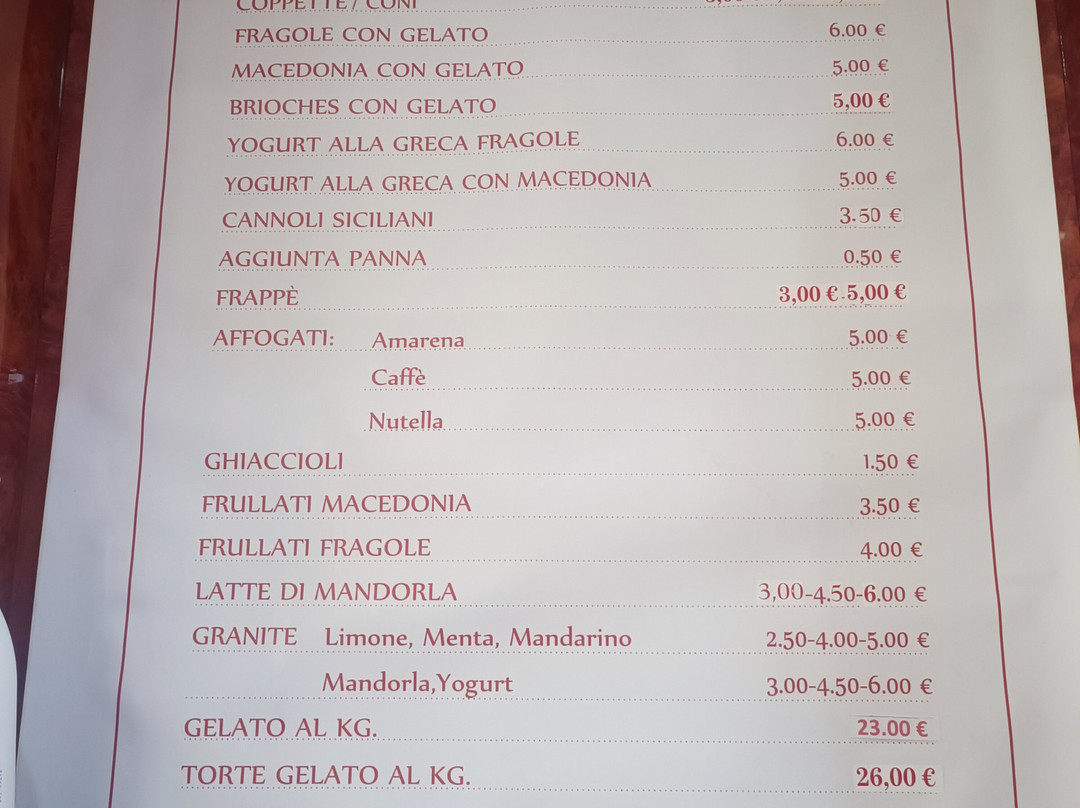 COPPETTE / CONI
FRAGOLE CON GELATO 6.00 €
MACEDONIA CON GELATO 5.00 €
BRIOCHES CON GELATO 5,00 €
YOGURT ALLA GRECA FRAGOLE 6.00 €
YOGURT ALLA GRECA CON MACEDONIA 5.00 €
CANNOLI SICILIANI 3.50 €
AGGIUNTA PANNA 0.50 €
FRAPPÈ 3,00 €-5,00 €
AFFOGATI: Amarena 5.00 €
Caffè 5.00 €
Nutella 5.00 €
GHIACCIOLI 1.50 €
FRULLATI MACEDONIA 3.50 €
FRULLATI FRAGOLE 4.00 €
LATTE DI MANDORLA 3,00-4.50-6.00 €
GRANITE Limone, Menta, Mandarino 2.50-4.00-5.00 €
Mandorla,Yogurt 3.00-4.50-6.00 €
GELATO AL KG. 23.00 €
TORTE GELATO AL KG. 26,00 €